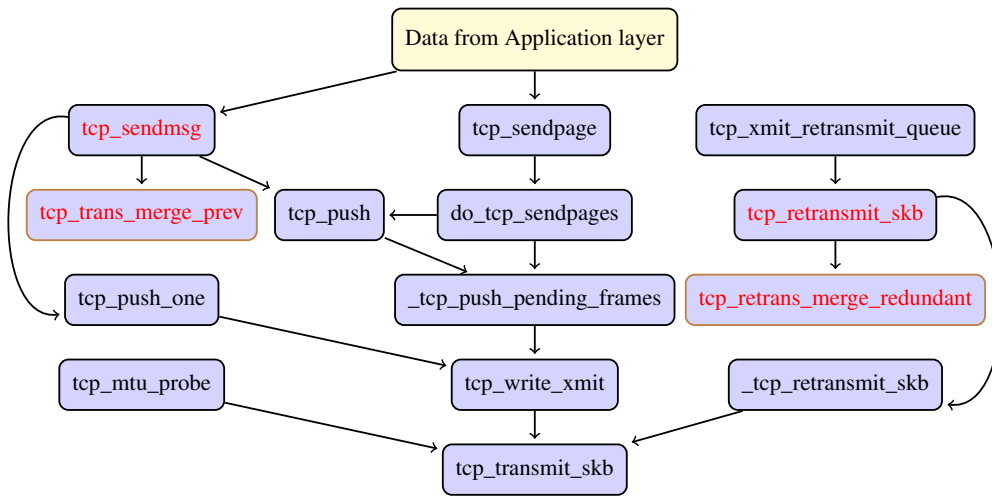 Data from Application layer
tcp_sendmsg
tcp_sendpage
tcp_xmit_retransmit_queue
tcp_trans_merge_prev
tcp_push
do_tcp_sendpages
tcp_retransmit_skb
tcp_push_one
_tcp_push_pending_frames
tcp_retrans_merge_redundant
tcp_mtu_probe
tcp_write_xmit
_tcp_retransmit_skb
tcp_transmit_skb